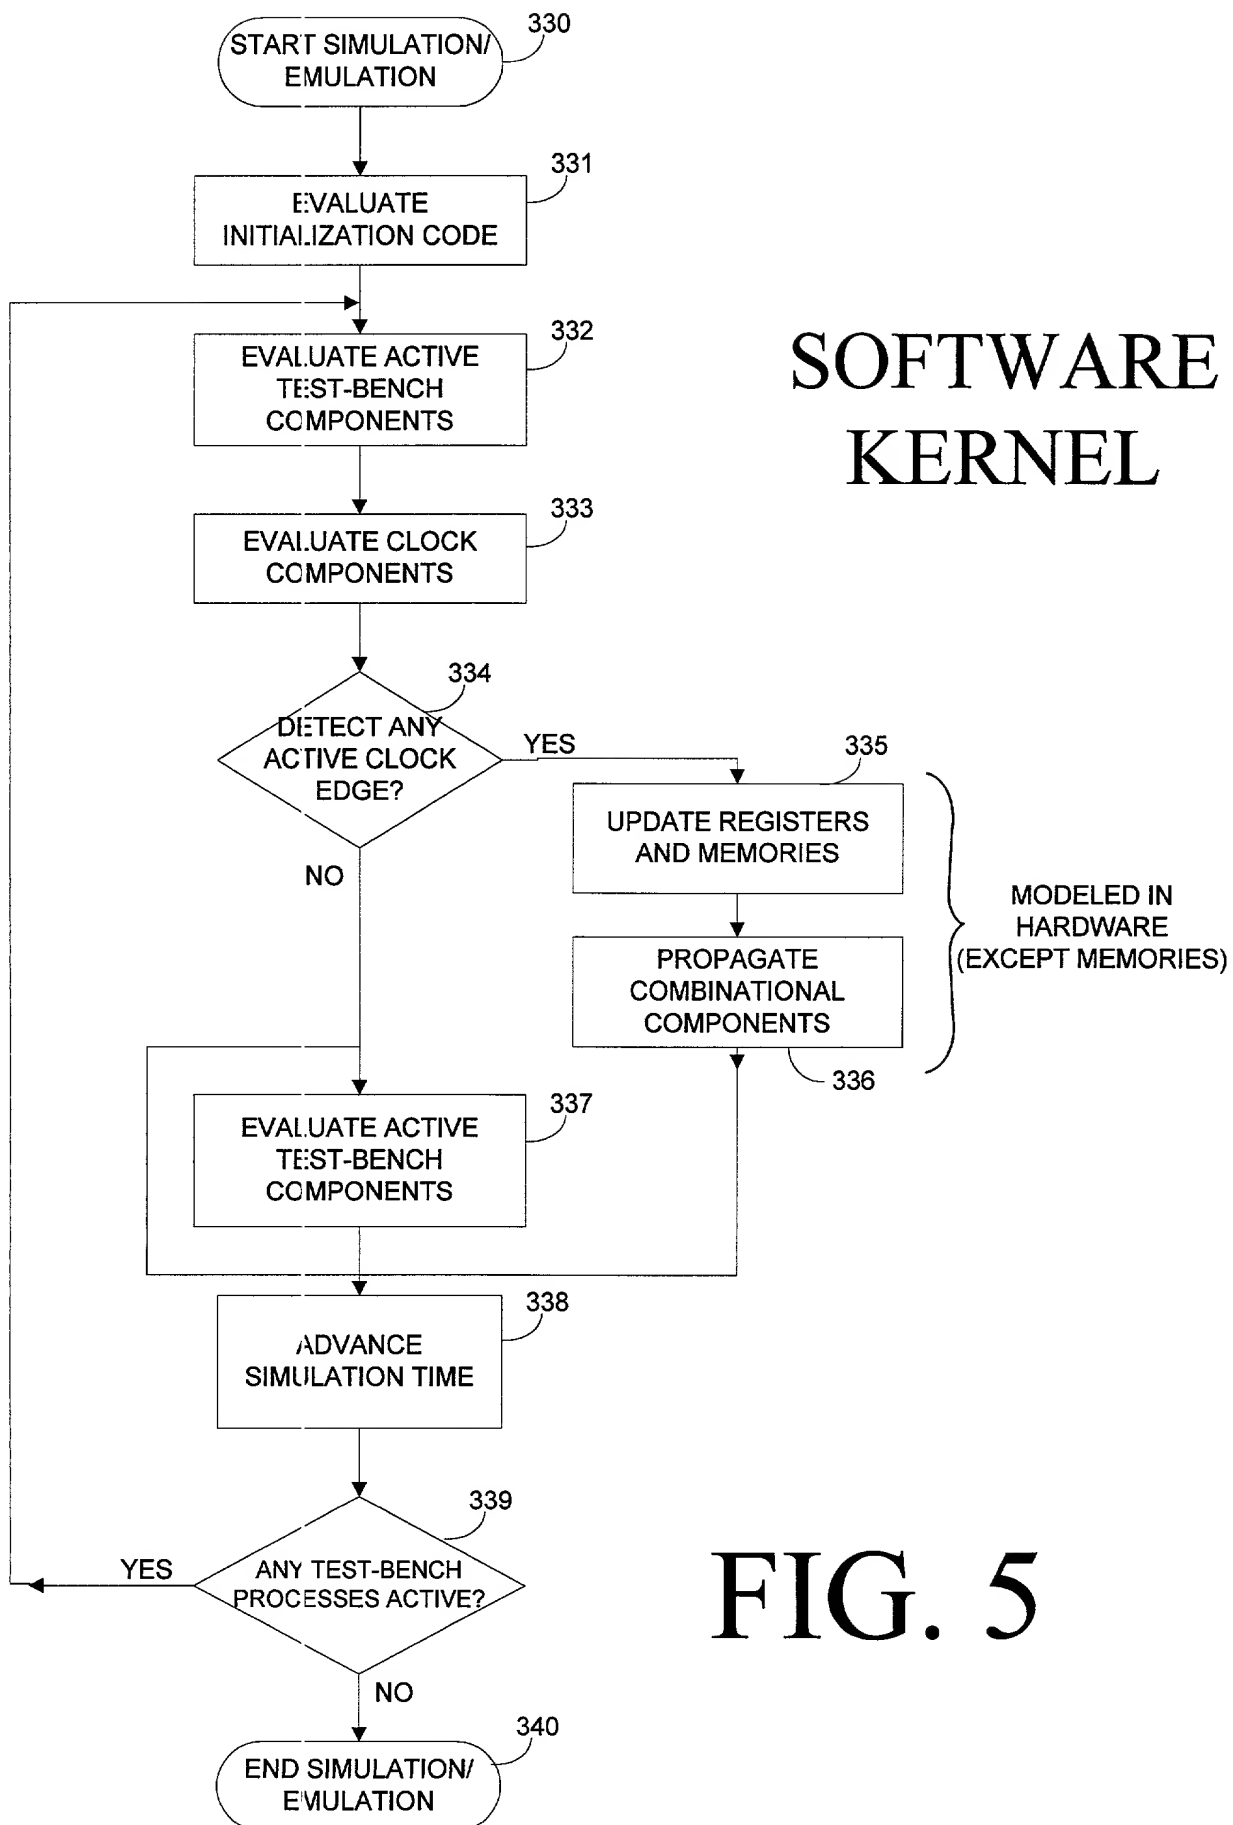 330
START SIMULATION/
EMULATION
331
EVALUATE
INITIALIZATION CODE
332
EVALUATE ACTIVE
TEST-BENCH
COMPONENTS
SOFTWARE
KERNEL
333
EVALUATE CLOCK
COMPONENTS
334
DETECT ANY
ACTIVE CLOCK
EDGE?
YES
NO
335
UPDATE REGISTERS
AND MEMORIES
MODELED IN
HARDWARE
(EXCEPT MEMORIES)
PROPAGATE
COMBINATIONAL
COMPONENTS
336
337
EVALUATE ACTIVE
TEST-BENCH
COMPONENTS
338
ADVANCE
SIMULATION TIME
339
YES
ANY TEST-BENCH
PROCESSES ACTIVE?
NO
FIG. 5
340
END SIMULATION/
EMULATION